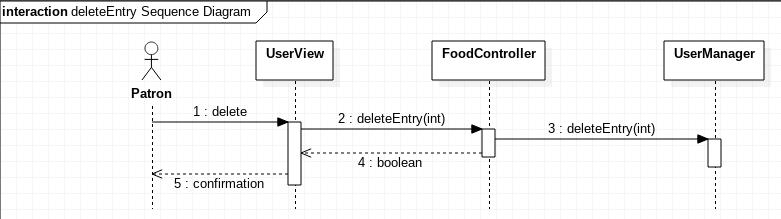 interaction deleteEntry Sequence Diagram
UserView
FoodController
UserManager
Patron
1 : delete
2 : deleteEntry(int)
3 : deleteEntry(int)
4 : boolean
5 : confirmation